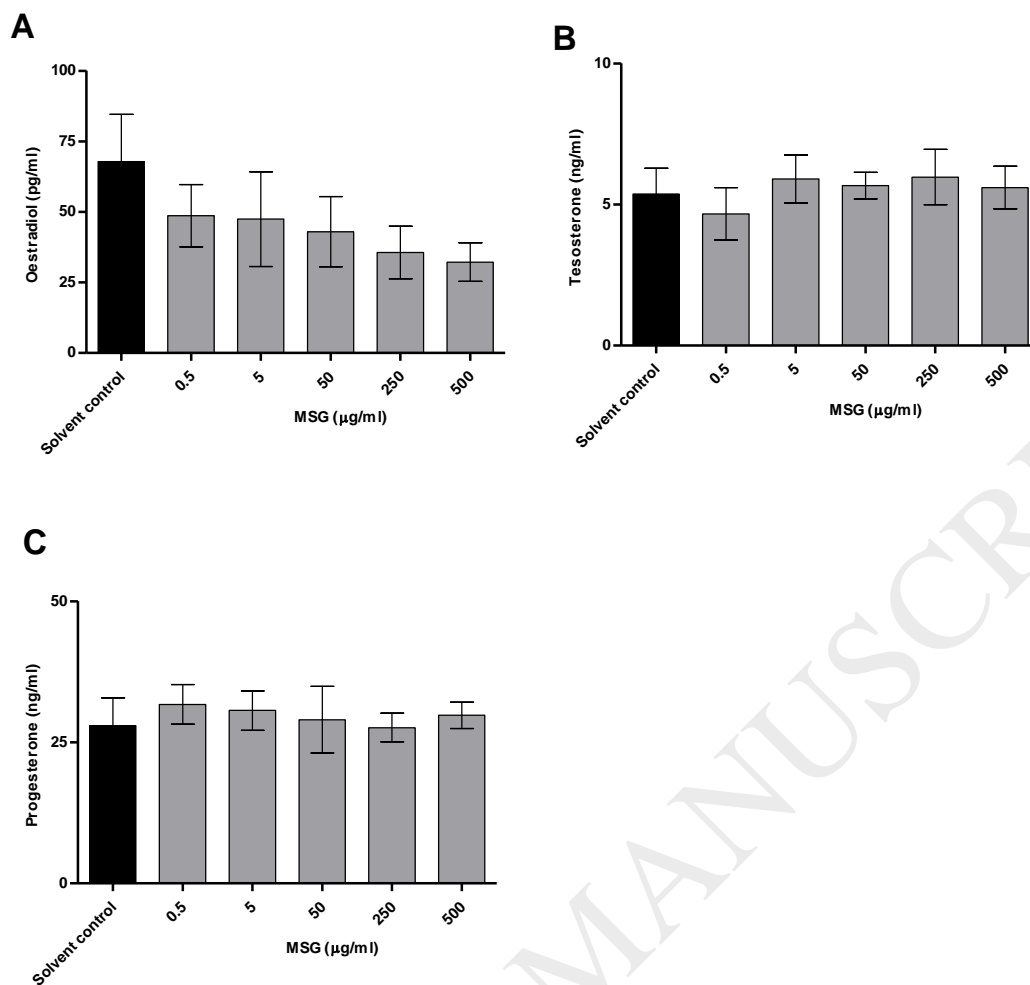 A
100
75
50
25
0
Oestradiol (pg/ml)
Solvent control
0.5
5
50
250
500
MSG (μg/ml)
B
10
5
0
Tesosterone (ng/ml)
Solvent control
0.5
5
50
250
500
MSG (μg/ml)
C
50
25
0
Progesterone (ng/ml)
Solvent control
0.5
5
50
250
500
MSG (μg/ml)
MANUSCR